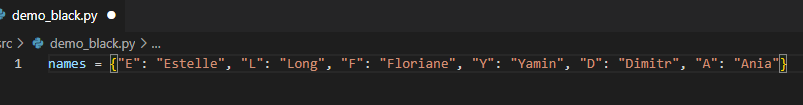 demo_black.py
src > demo_black.py > ...
1 names = {"E": "Estelle", "L": "Long", "F": "Floriane", "Y": "Yamin", "D": "Dimitr", "A": "Ania"}